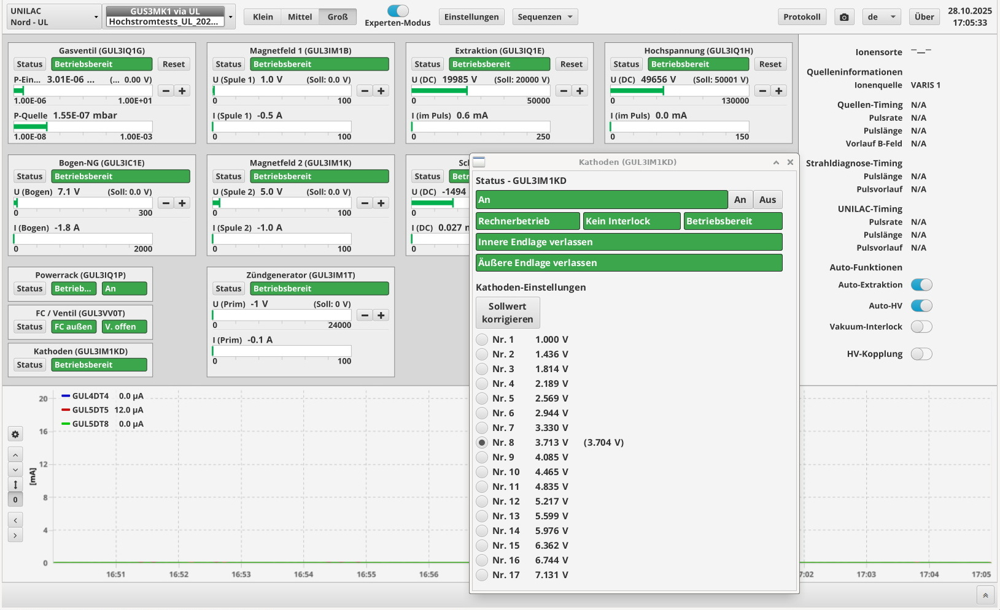 UNILAC
Nord - UL
GUS3MK1 via UL
Hochstromtests_UL_202...
Klein Mittel Groß
Experten-Modus
Einstellungen Sequenzen
Protokoll de Über
28.10.2025
17:05:33
Gasventil (GUL3IQ1G)
Status Betriebsbereit Reset
P-Ein... 3.01E-06 ... (... 0.00 V)
1.00E-06 1.00E+01
P-Quelle 1.55E-07 mbar
1.00E-08 1.00E-03
Magnetfeld 1 (GUL3IM1B)
Status Betriebsbereit
U (Spule 1) 1.0 V (Soll: 0.0 V)
0 100
I (Spule 1) -0.5 A
0 100
Extraktion (GUL3IQ1E)
Status Betriebsbereit Reset
U (DC) 19985 V (Soll: 20000 V)
0 50000
I (im Puls) 0.6 mA
0 250
Hochspannung (GUL3IQ1H)
Status Betriebsbereit Reset
U (DC) 49656 V (Soll: 50001 V)
0 130000
I (im Puls) 0.0 mA
0 150
Bogen-NG (GUL3IC1E)
Status Betriebsbereit
U (Bogen) 7.1 V (Soll: 0.0 V)
0 300
I (Bogen) -1.8 A
0 2000
Magnetfeld 2 (GUL3IM1K)
Status Betriebsbereit
U (Spule 2) 5.0 V (Soll: 0.0 V)
0 100
I (Spule 2) -1.0 A
0 100
Status
U (DC) -1494
0
I (DC) 0.027
0
Powerrack (GUL3IQ1P)
Status Betrieb... An
FC / Ventil (GUL3VV0T)
Status FC außen V. offen
Kathoden (GUL3IM1KD)
Status Betriebsbereit
Zündgenerator (GUL3IM1T)
Status Betriebsbereit
U (Prim) -1 V (Soll: 0 V)
0 24000
I (Prim) -0.1 A
0 100
Kathoden (GUL3IM1KD)
Status - GUL3IM1KD
An An Aus
Rechnerbetrieb Kein Interlock Betriebsbereit
Innere Endlage verlassen
Äußere Endlage verlassen
Kathoden-Einstellungen
Sollwert
korrigieren
Nr. 1 1.000 V
Nr. 2 1.436 V
Nr. 3 1.814 V
Nr. 4 2.189 V
Nr. 5 2.569 V
Nr. 6 2.944 V
Nr. 7 3.330 V
Nr. 8 3.713 V (3.704 V)
Nr. 9 4.085 V
Nr. 10 4.465 V
Nr. 11 4.835 V
Nr. 12 5.217 V
Nr. 13 5.599 V
Nr. 14 5.976 V
Nr. 15 6.362 V
Nr. 16 6.744 V
Nr. 17 7.131 V
Ionensorte —
Quelleninformationen
Ionenquelle VARIS 1
Quellen-Timing N/A
Pulsrate N/A
Pulslänge N/A
Vorlauf B-Feld N/A
Strahldiagnose-Timing
Pulslänge N/A
Pulsvorlauf N/A
UNILAC-Timing
Pulsrate N/A
Pulslänge N/A
Pulsvorlauf N/A
Auto-Funktionen
Auto-Extraktion
Auto-HV
Vakuum-Interlock
HV-Kopplung
GUL4DT4 0.0 µA
GUL5DT5 12.0 µA
GUL5DT8 0.0 µA
[mA]
20
16
12
8
4
0
0
16:51 16:52 16:53 16:54 16:55 16:56 17:02 17:03 17:04 17:05